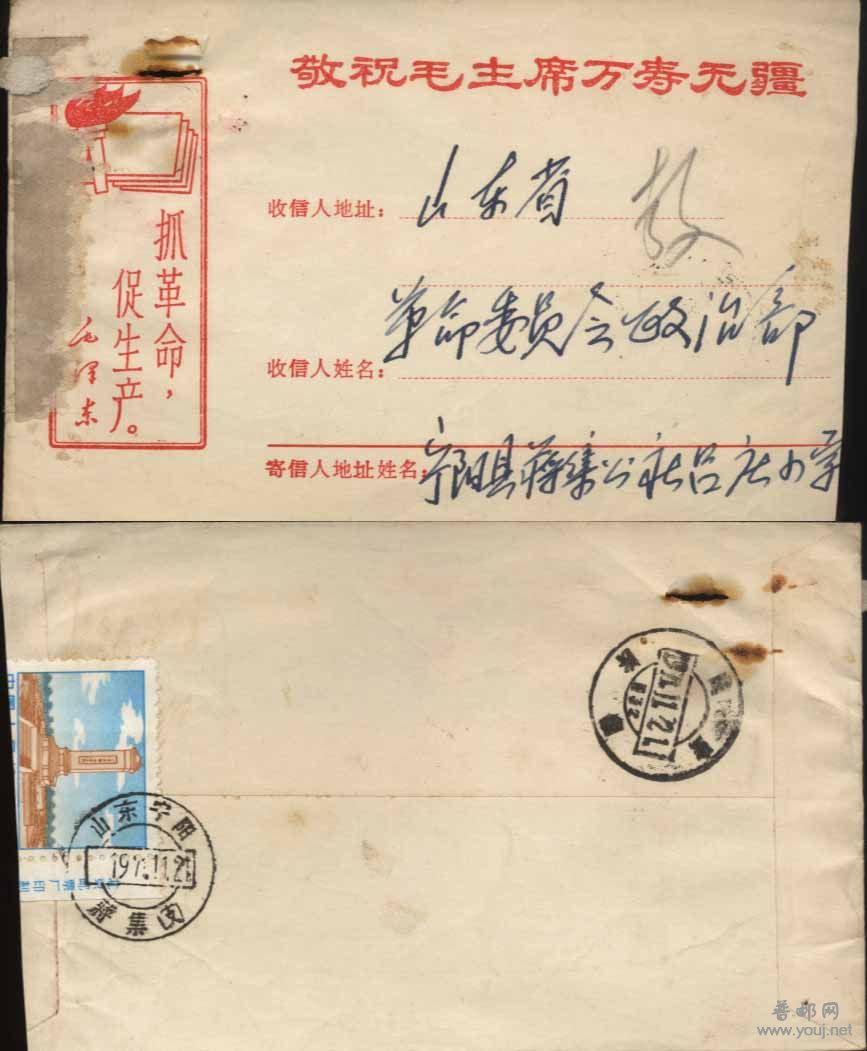 敬祝毛主席万寿无疆
抓革命，
促生产。
毛泽东
收信人地址：山东省
教
革命委员会政治部
收信人姓名：
寄信人地址姓名：宁阳县蒋集公社吕庄小学
山东宁阳
蒋集
普邮网
www.youj.net